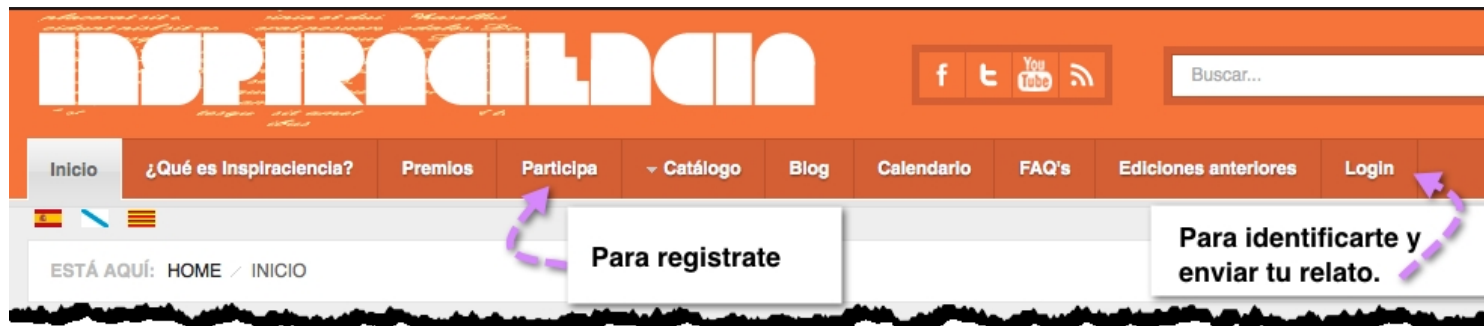 INSPIRACIENCIA
You
Tube
Buscar...
Inicio ¿Qué es Inspiraciencia? Premios Participa Catálogo Blog Calendario FAQ's Ediciones anteriores Login
Para registrate
Para identificarte y
enviar tu relato.
ESTÁ AQUÍ: HOME / INICIO